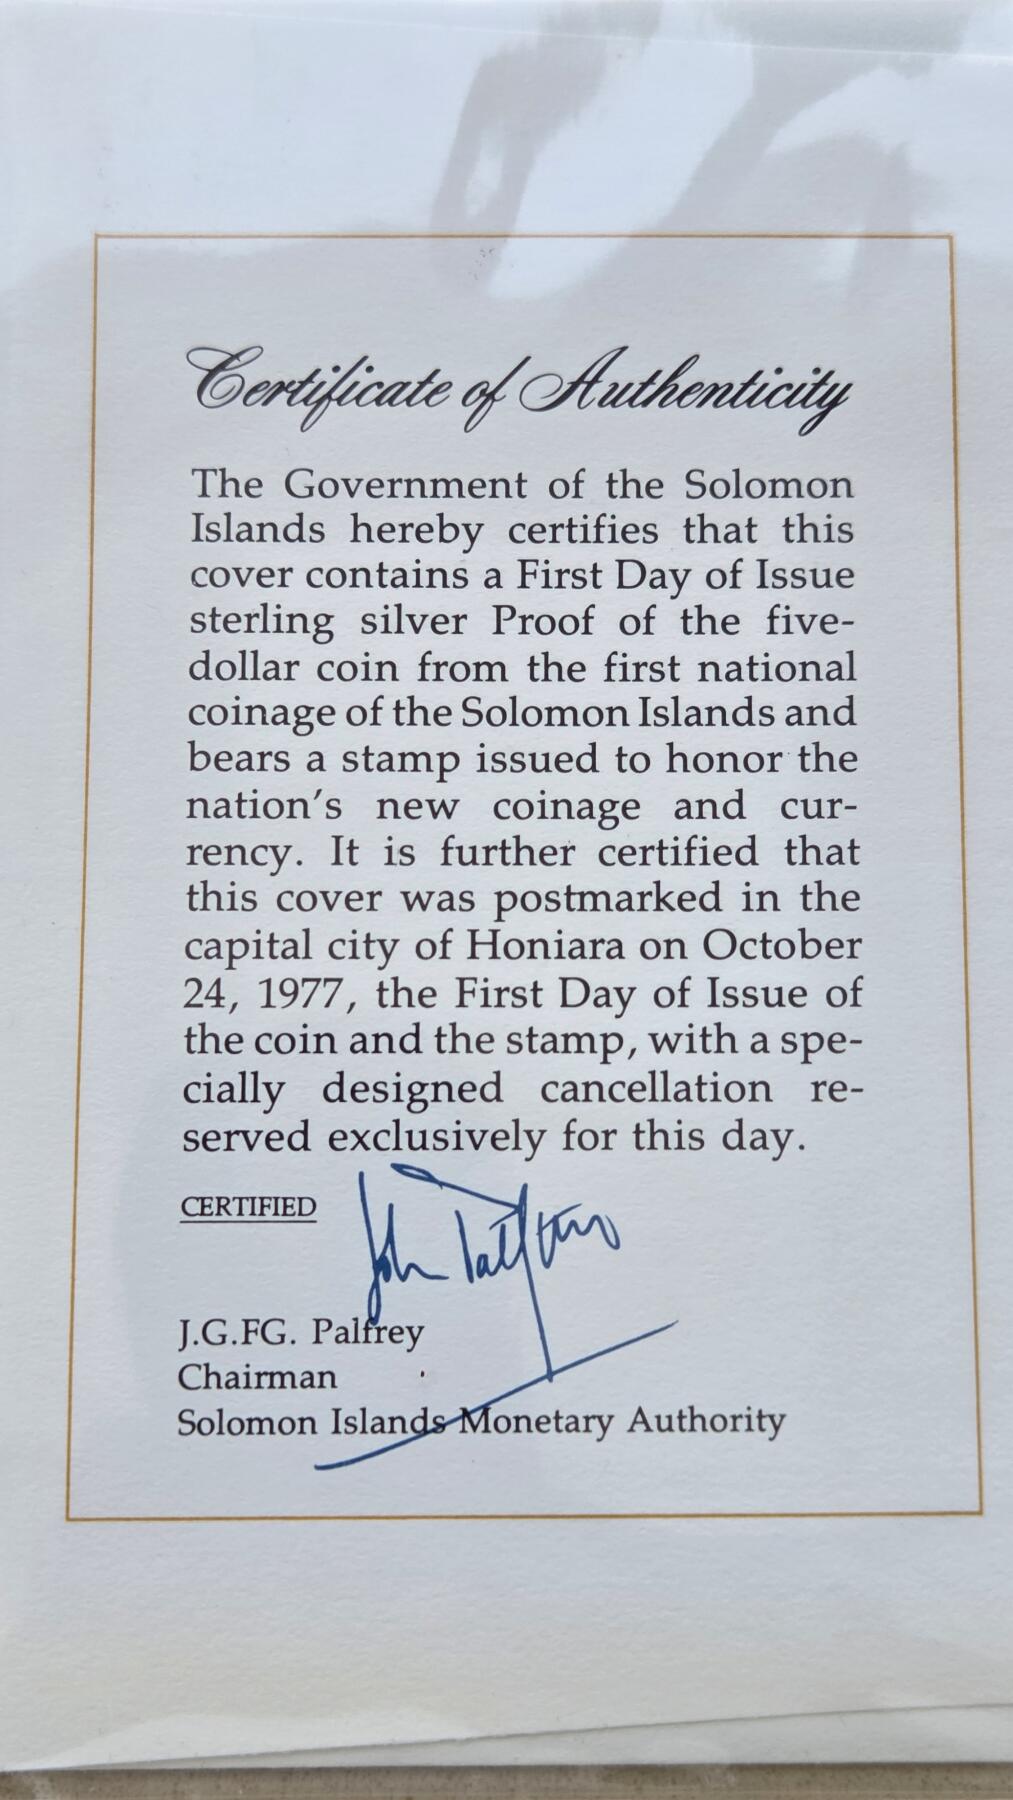 Certificate of Authenticity
The Government of the Solomon
Islands hereby certifies that this
cover contains a First Day of Issue
sterling silver Proof of the five-
dollar coin from the first national
coinage of the Solomon Islands and
bears a stamp issued to honor the
nation's new coinage and cur-
rency. It is further certified that
this cover was postmarked in the
capital city of Honiara on October
24, 1977, the First Day of Issue of
the coin and the stamp, with a spe-
cially designed cancellation re-
served exclusively for this day.
CERTIFIED
John Palfrey
J.G.FG. Palfrey
Chairman
Solomon Islands Monetary Authority